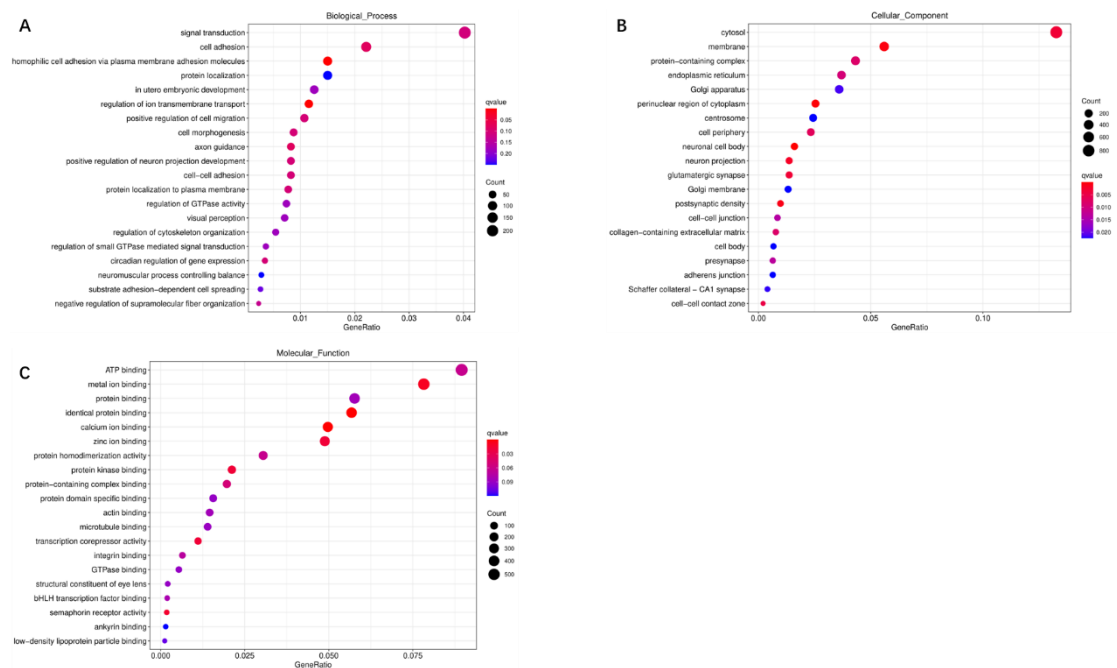 A
Biological_Process
signal transduction
cell adhesion
homophilic cell adhesion via plasma membrane adhesion molecules
protein localization
in utero embryonic development
regulation of ion transmembrane transport
positive regulation of cell migration
cell morphogenesis
axon guidance
positive regulation of neuron projection development
cell−cell adhesion
protein localization to plasma membrane
regulation of GTPase activity
visual perception
regulation of cytoskeleton organization
regulation of small GTPase mediated signal transduction
circadian regulation of gene expression
neuromuscular process controlling balance
substrate adhesion−dependent cell spreading
negative regulation of supramolecular fiber organization
0.01 0.02 0.03 0.04
GeneRatio
qvalue
0.05
0.10
0.15
0.20
Count
50
100
150
200
B
Cellular_Component
cytosol
membrane
protein−containing complex
endoplasmic reticulum
Golgi apparatus
perinuclear region of cytoplasm
centrosome
cell periphery
neuronal cell body
neuron projection
glutamatergic synapse
Golgi membrane
postsynaptic density
cell−cell junction
collagen−containing extracellular matrix
cell body
presynapse
adherens junction
Schaffer collateral − CA1 synapse
cell−cell contact zone
0.00 0.05 0.10
GeneRatio
Count
200
400
600
800
qvalue
0.005
0.010
0.015
0.020
C
Molecular_Function
ATP binding
metal ion binding
protein binding
identical protein binding
calcium ion binding
zinc ion binding
protein homodimerization activity
protein kinase binding
protein−containing complex binding
protein domain specific binding
actin binding
microtubule binding
transcription corepressor activity
integrin binding
GTPase binding
structural constituent of eye lens
bHLH transcription factor binding
semaphorin receptor activity
ankyrin binding
low−density lipoprotein particle binding
0.000 0.025 0.050 0.075
GeneRatio
qvalue
0.03
0.06
0.09
Count
100
200
300
400
500